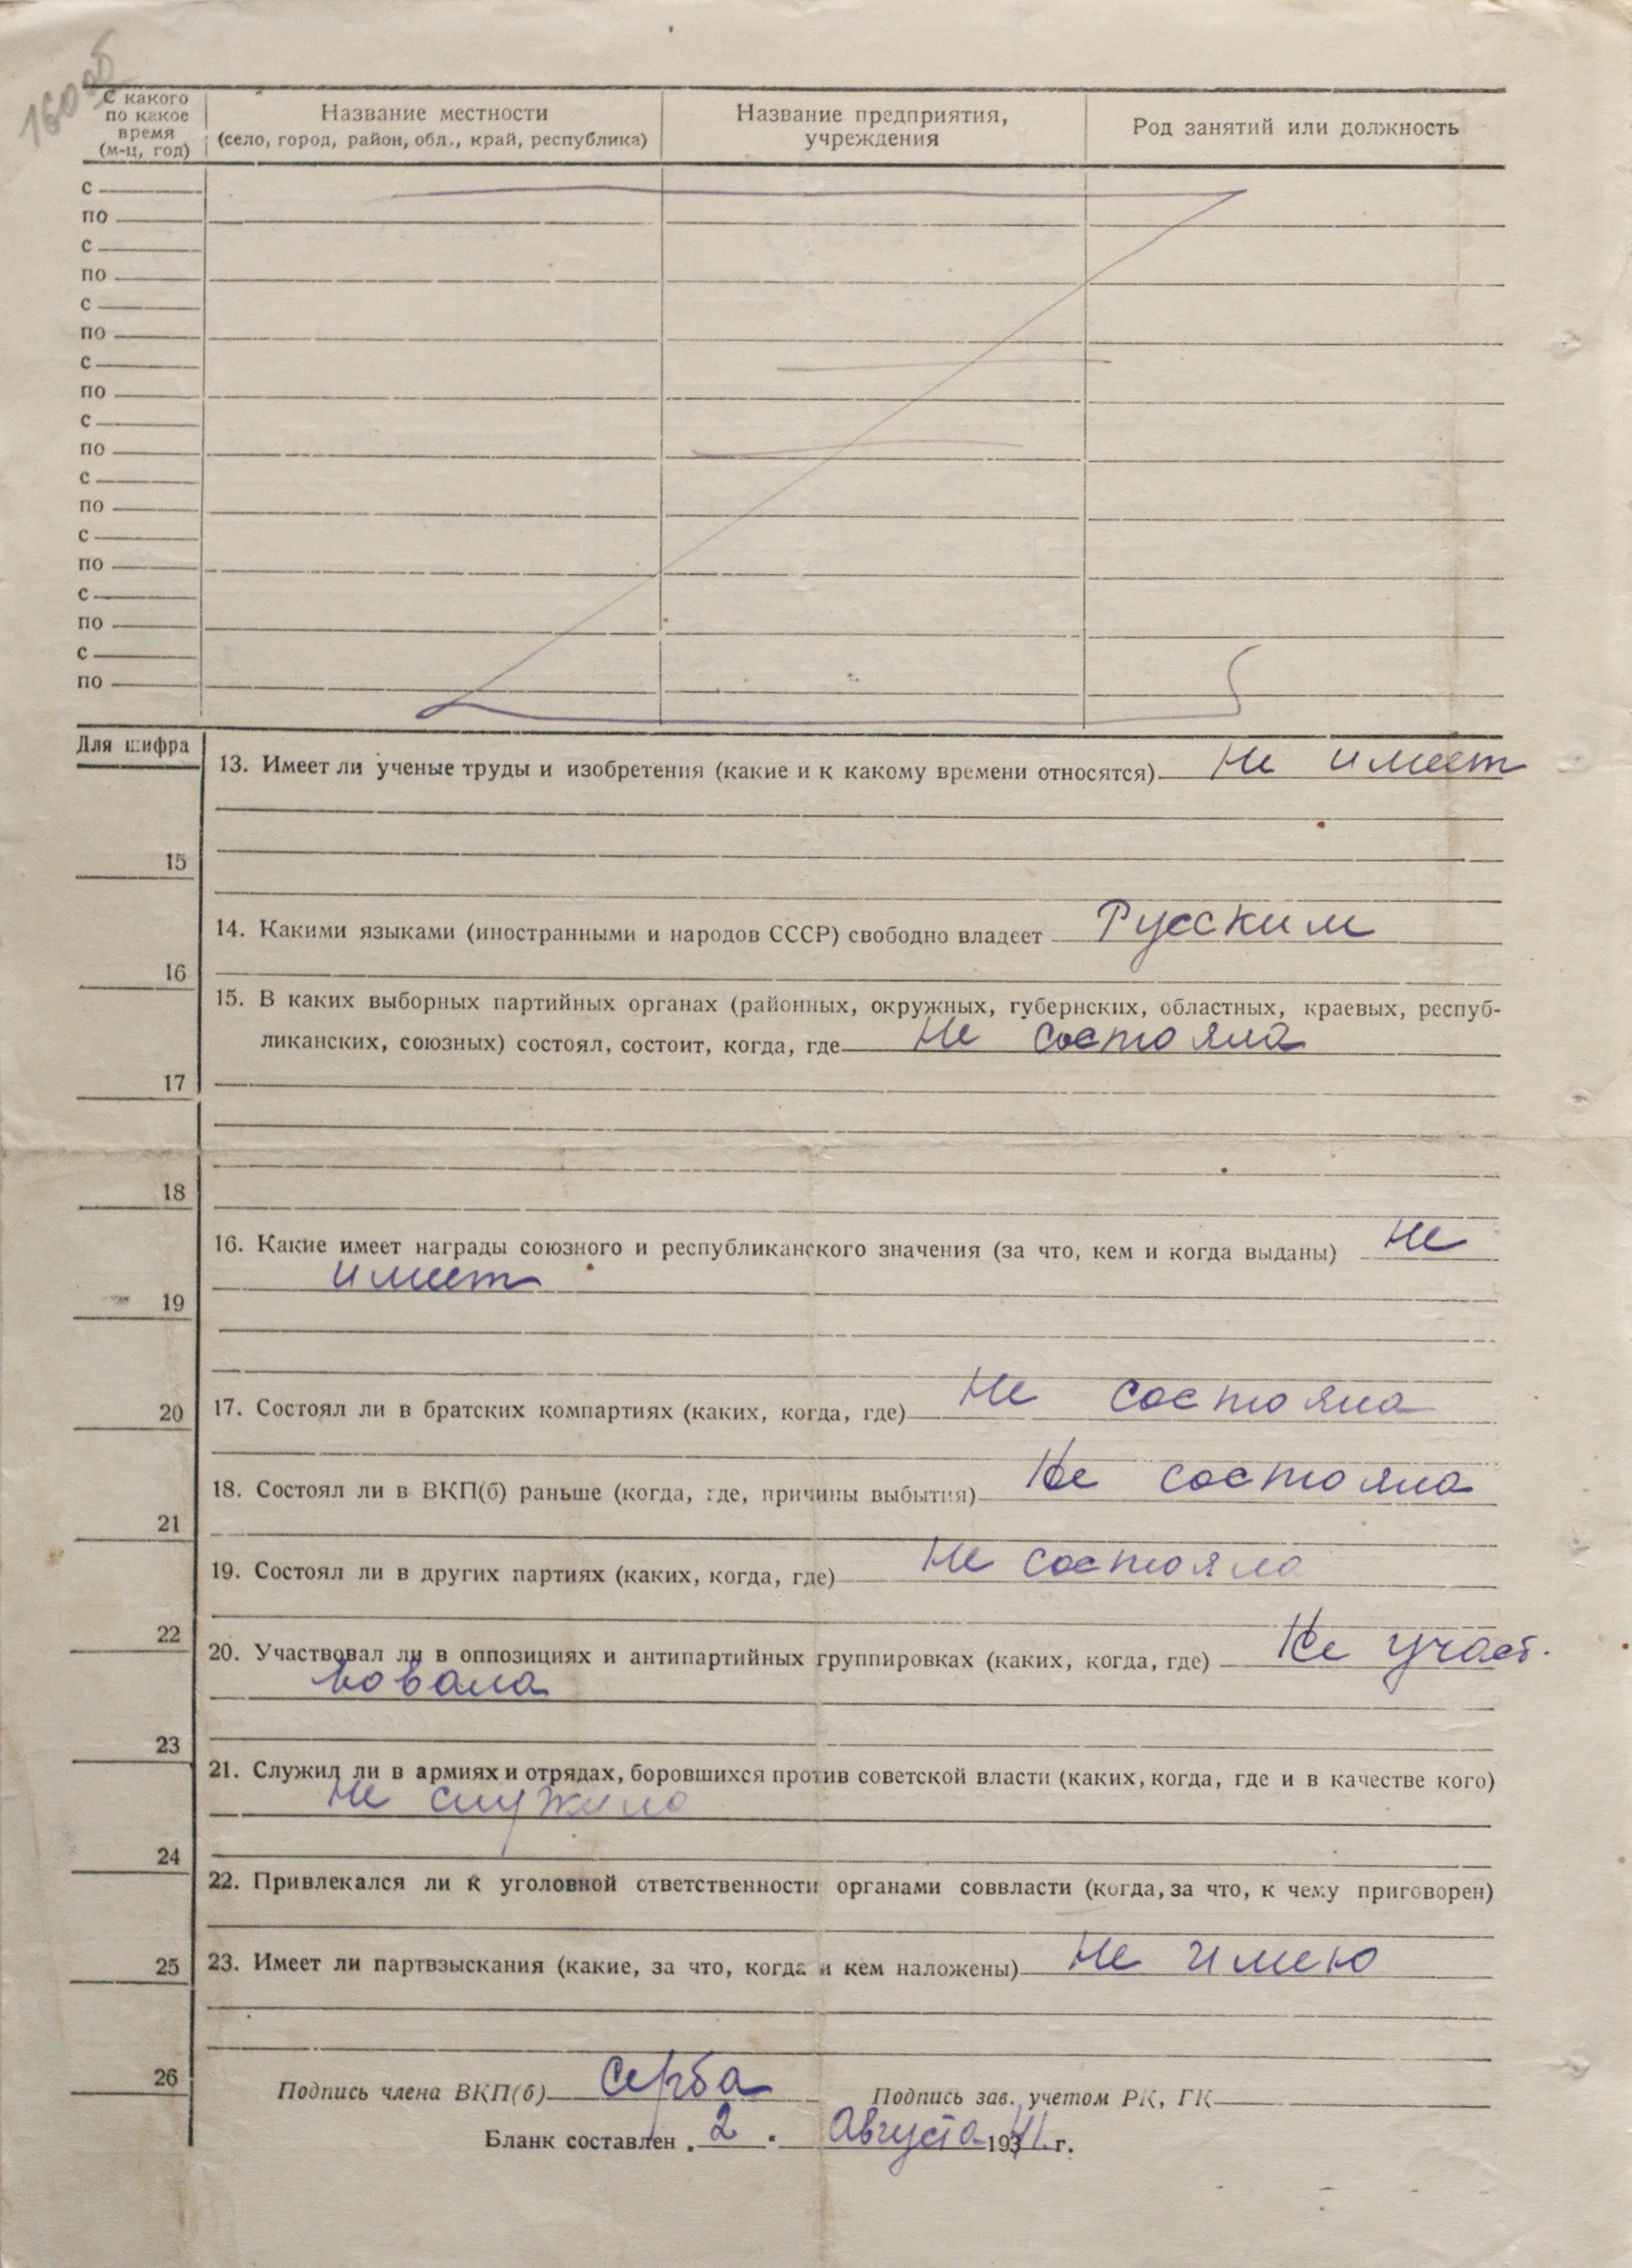 160 об
С какого по какое время (м-ц, год)
Название местности (село, город, район, обл., край, республика)
Название предприятия, учреждения
Род занятий или должность
с
по
с
по
с
по
с
по
с
по
с
по
с
по
с
по
с
по
Для шифра
13. Имеет ли ученые труды и изобретения (какие и к какому времени относятся) Не имеет
15
14. Какими языками (иностранными и народов СССР) свободно владеет Русским
16
15. В каких выборных партийных органах (районных, окружных, губернских, областных, краевых, респуб-
ликанских, союзных) состоял, состоит, когда, где Не состояла
17
18
16. Какие имеет награды союзного и республиканского значения (за что, кем и когда выданы) Не
имеет
19
20
17. Состоял ли в братских компартиях (каких, когда, где) Не состояла
18. Состоял ли в ВКП(б) раньше (когда, где, причины выбытия) Не состояла
21
19. Состоял ли в других партиях (каких, когда, где) Не состояла
22
20. Участвовал ли в оппозициях и антипартийных группировках (каких, когда, где) Не участ.
вовала
23
21. Служил ли в армиях и отрядах, боровшихся против советской власти (каких, когда, где и в качестве кого)
Не служила
24
22. Привлекался ли к уголовной ответственности органами соввласти (когда, за что, к чему приговорен)
25
23. Имеет ли партвзыскания (какие, за что, когда и кем наложены) Не имею
26
Подпись члена ВКП(б) Серба Подпись зав. учетом РК, ГК
Бланк составлен 2. Августа 1941 г.